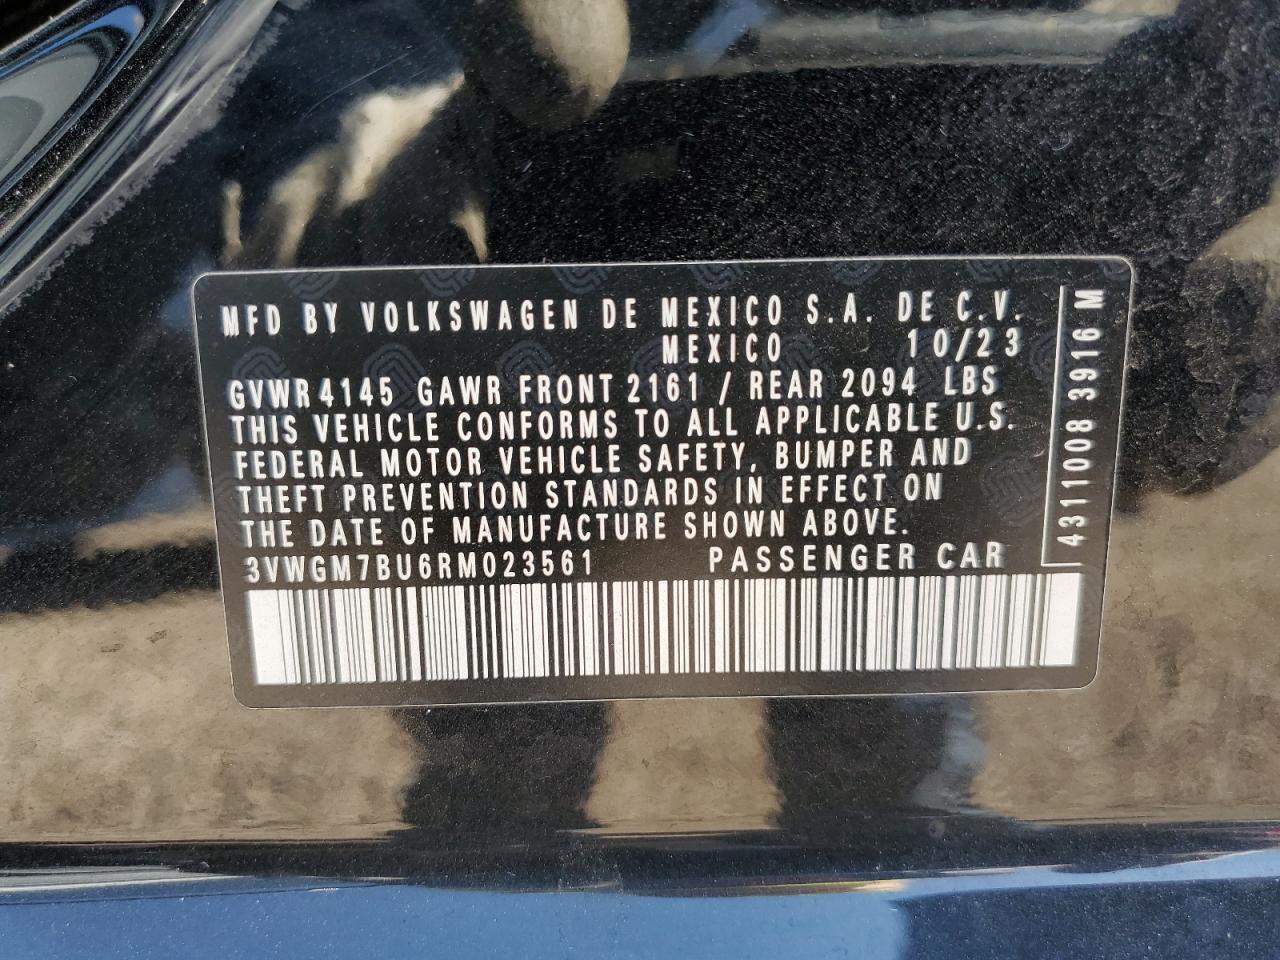 MFD BY VOLKSWAGEN DE MEXICO S.A. DE C.V.
MEXICO 10/23
GVWR 4145 GAWR FRONT 2161 / REAR 2094 LBS
THIS VEHICLE CONFORMS TO ALL APPLICABLE U.S.
FEDERAL MOTOR VEHICLE SAFETY, BUMPER AND
THEFT PREVENTION STANDARDS IN EFFECT ON
THE DATE OF MANUFACTURE SHOWN ABOVE.
3VWGM7BU6RM023561 PASSENGER CAR
4311008 3916 M